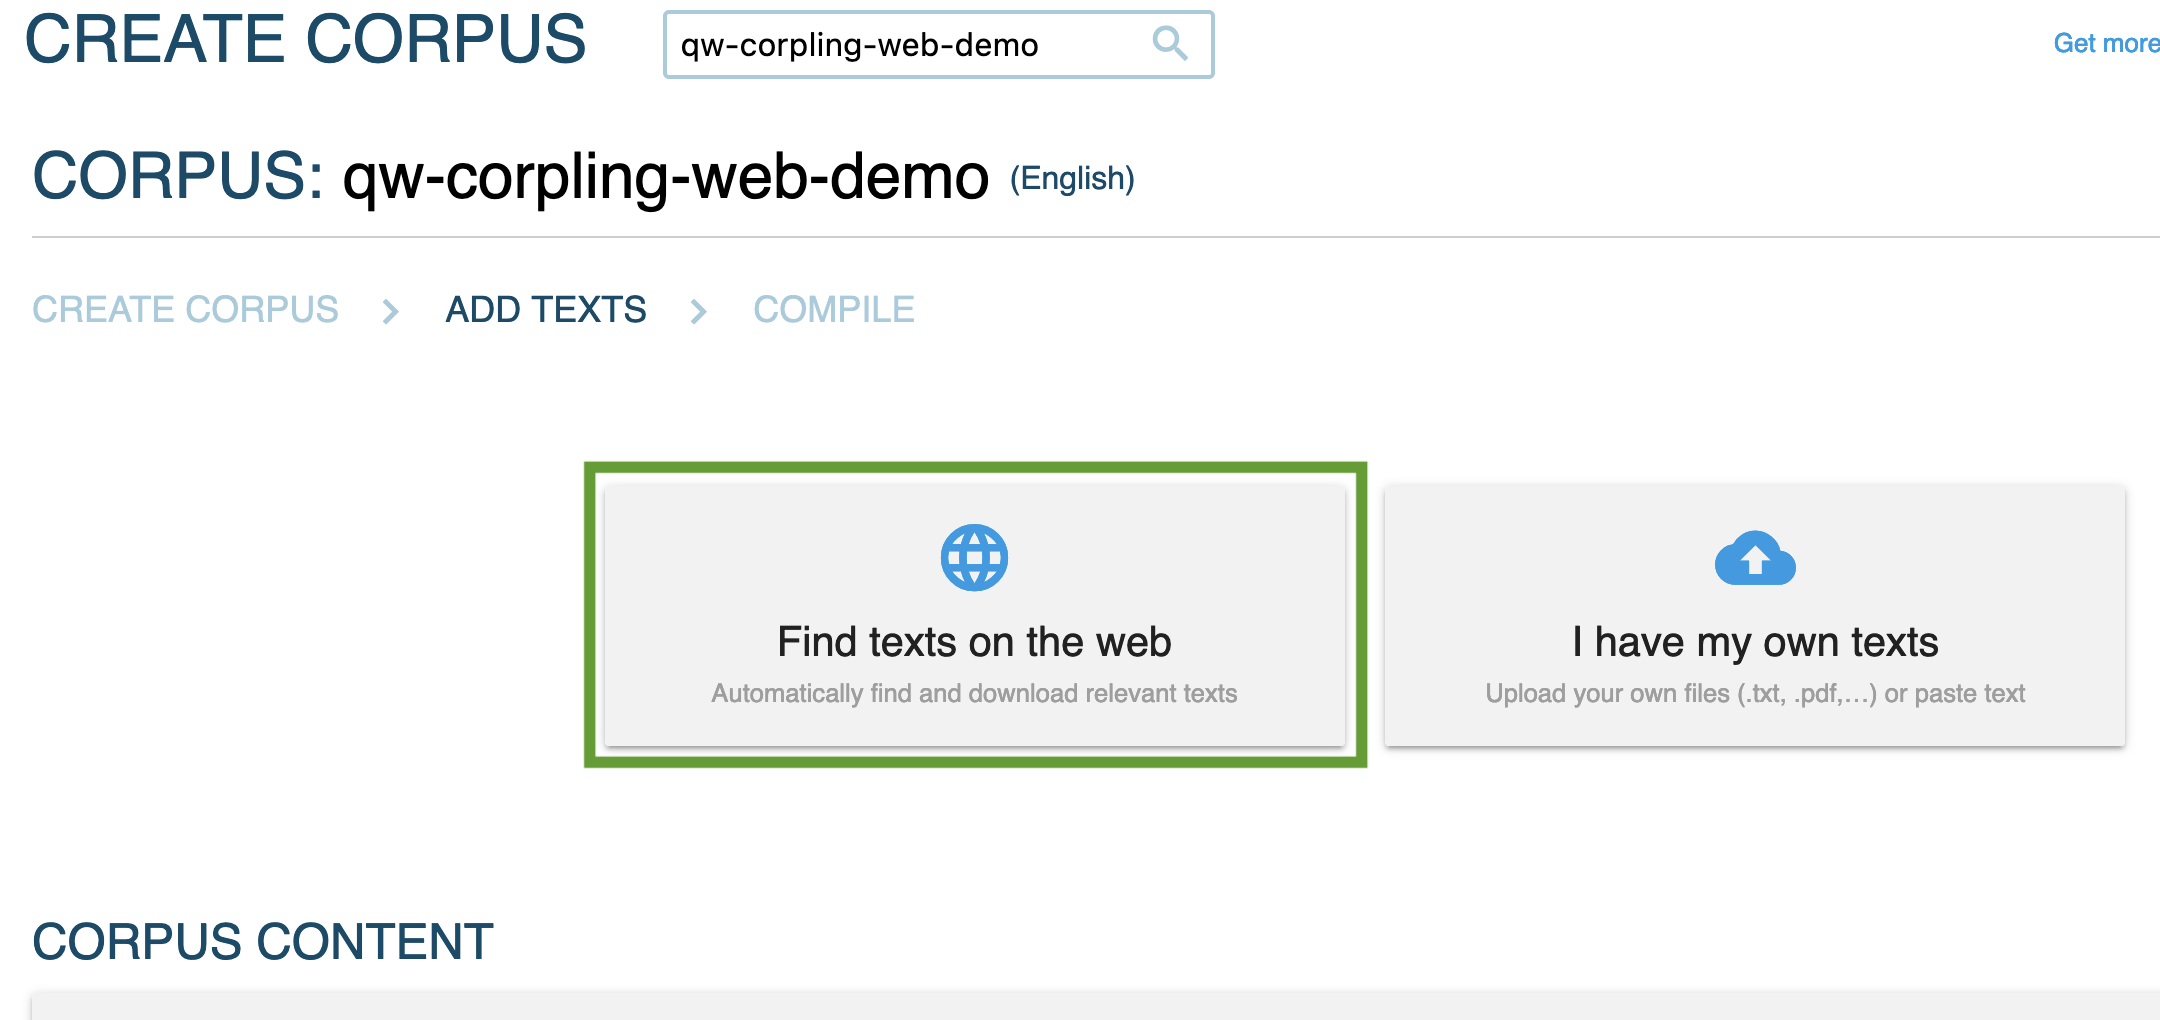 CREATE CORPUS
qw-corpling-web-demo
Get more
CORPUS: qw-corpling-web-demo (English)
CREATE CORPUS > ADD TEXTS > COMPILE
Find texts on the web
Automatically find and download relevant texts
I have my own texts
Upload your own files (.txt, .pdf,...) or paste text
CORPUS CONTENT